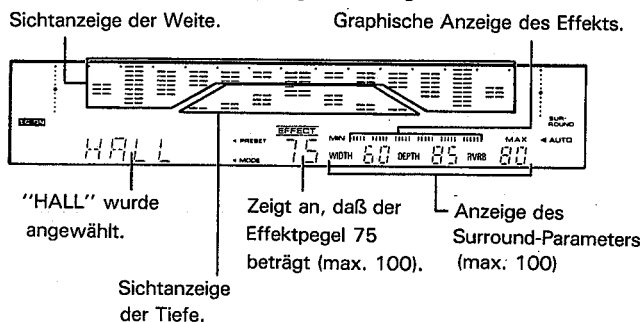 Sichtanzeige der Weite.
Graphische Anzeige des Effekts.
SUR-
ROUND
HALL
◄ PRESET
◄ MODE
EFFECT
75
MIN
MAX
◄ AUTO
WIDTH 60 DEPTH 85 RVRB 80
"HALL" wurde
angewählt.
Zeigt an, daß der
Effektpegel 75
beträgt (max. 100).
Anzeige des
Surround-Parameters
(max. 100)
Sichtanzeige
der Tiefe.